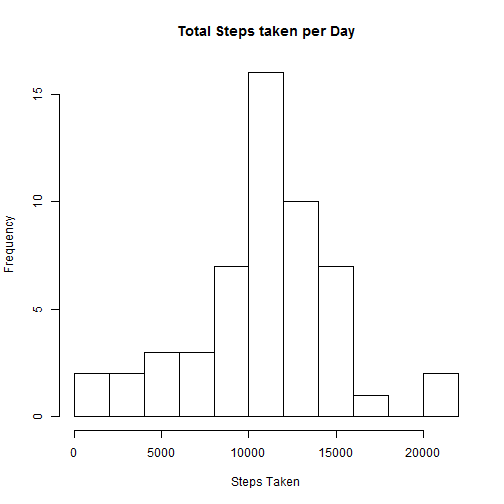 Total Steps taken per Day
Frequency
15
10
5
0
0 5000 10000 15000 20000
Steps Taken